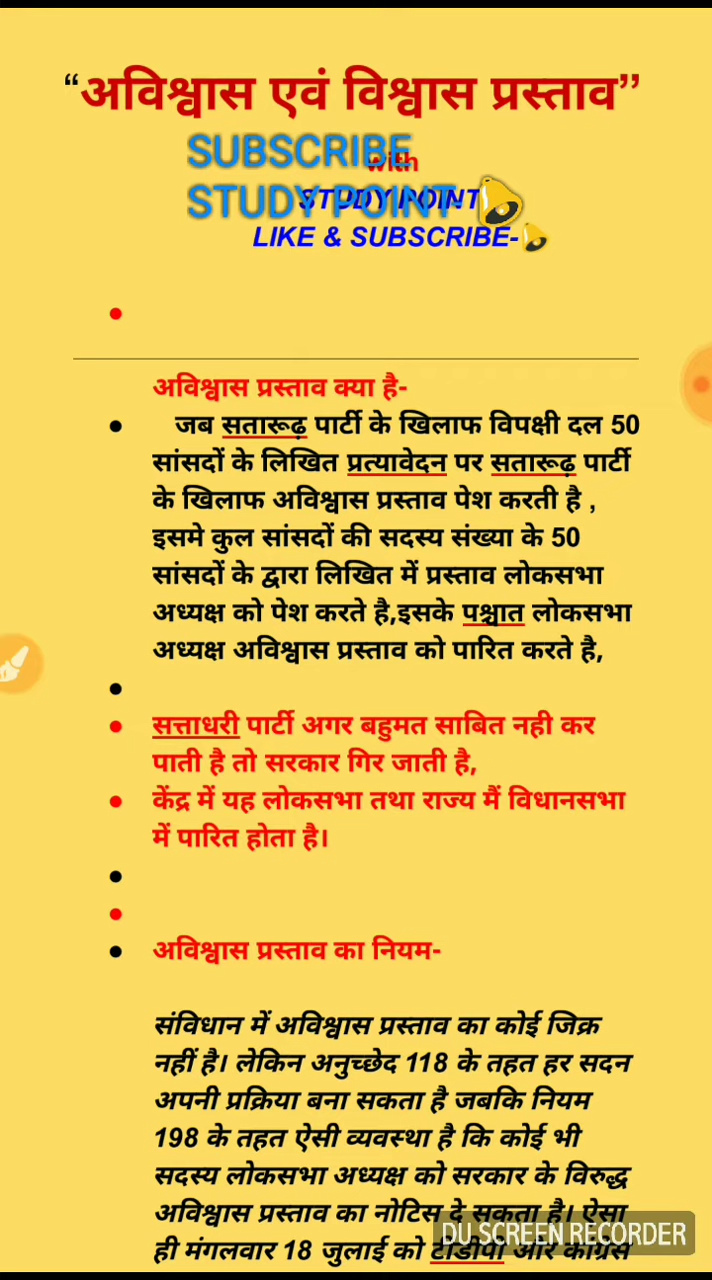 “अविश्वास एवं विश्वास प्रस्ताव”
SUBSCRIBE
with
STUDY POINT
STUDY POINT
LIKE & SUBSCRIBE-
अविश्वास प्रस्ताव क्या है-
जब सतारूढ़ पार्टी के खिलाफ विपक्षी दल 50
सांसदों के लिखित प्रत्यावेदन पर सतारूढ़ पार्टी
के खिलाफ अविश्वास प्रस्ताव पेश करती है ,
इसमे कुल सांसदों की सदस्य संख्या के 50
सांसदों के द्वारा लिखित में प्रस्ताव लोकसभा
अध्यक्ष को पेश करते है,इसके पश्चात लोकसभा
अध्यक्ष अविश्वास प्रस्ताव को पारित करते है,
सत्ताधरी पार्टी अगर बहुमत साबित नही कर
पाती है तो सरकार गिर जाती है,
केंद्र में यह लोकसभा तथा राज्य मैं विधानसभा
में पारित होता है।
अविश्वास प्रस्ताव का नियम-
संविधान में अविश्वास प्रस्ताव का कोई जिक्र
नहीं है। लेकिन अनुच्छेद 118 के तहत हर सदन
अपनी प्रक्रिया बना सकता है जबकि नियम
198 के तहत ऐसी व्यवस्था है कि कोई भी
सदस्य लोकसभा अध्यक्ष को सरकार के विरुद्ध
अविश्वास प्रस्ताव का नोटिस दे सकता है। ऐसा
DU SCREEN RECORDER
ही मंगलवार 18 जुलाई को टीडीपी और कांग्रेस